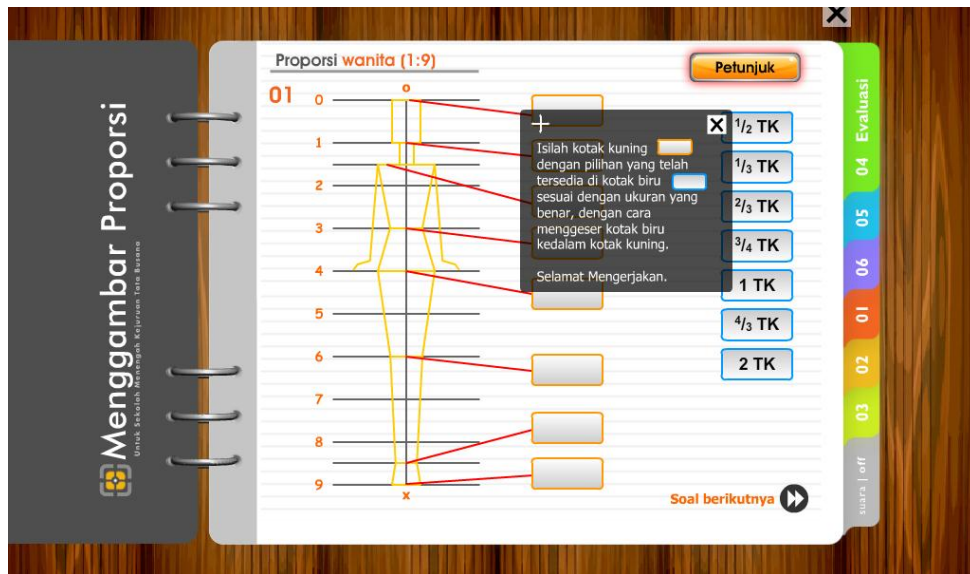 Menggambar Proporsi
Untuk Sekolah Menengah Kejuruan Tata Busana
Proporsi wanita (1:9)
Petunjuk
01
o
0
1
2
3
4
5
6
7
8
9
x
Isilah kotak kuning
dengan pilihan yang telah
tersedia di kotak biru
sesuai dengan ukuran yang
benar, dengan cara
menggeser kotak biru
kedalam kotak kuning.
Selamat Mengerjakan.
1/2 TK
1/3 TK
2/3 TK
3/4 TK
1 TK
4/3 TK
2 TK
Soal berikutnya
Evaluasi
04
05
06
01
02
03
suara | off